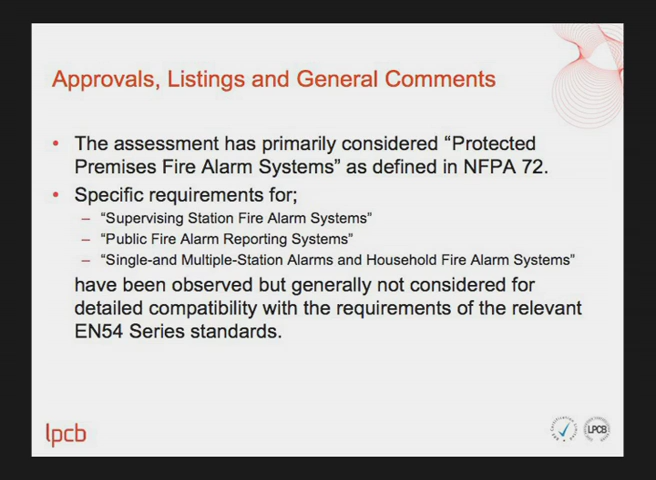 Approvals, Listings and General Comments
• The assessment has primarily considered “Protected
Premises Fire Alarm Systems” as defined in NFPA 72.
• Specific requirements for;
– “Supervising Station Fire Alarm Systems”
– “Public Fire Alarm Reporting Systems”
– “Single-and Multiple-Station Alarms and Household Fire Alarm Systems”
have been observed but generally not considered for
detailed compatibility with the requirements of the relevant
EN54 Series standards.
lpcb
LPCB